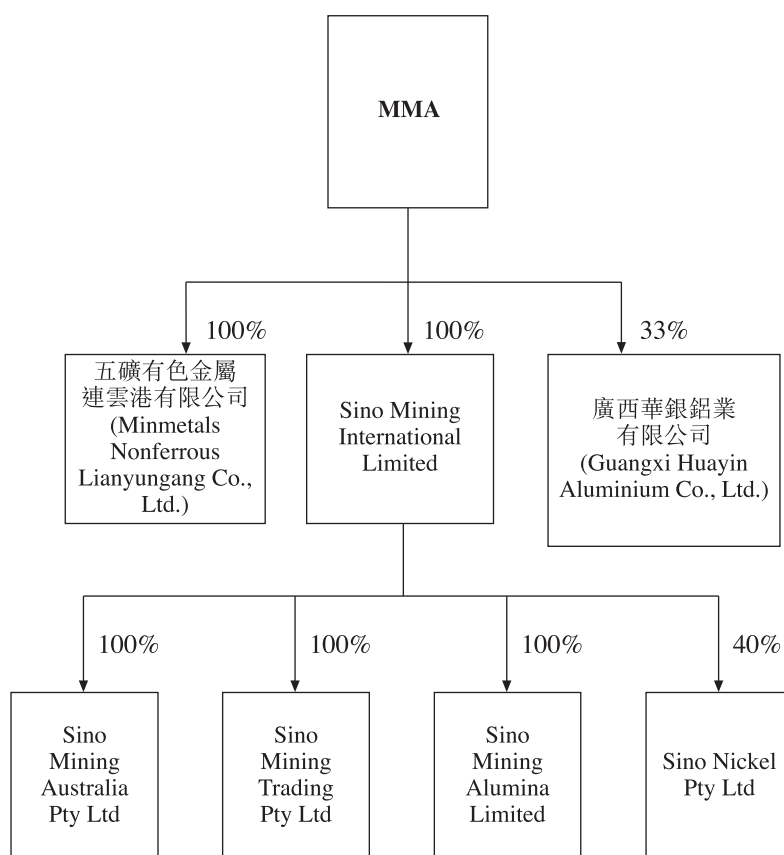 MMA
100%
100%
33%
五礦有色金屬
連雲港有限公司
(Minmetals
Nonferrous
Lianyungang Co.,
Ltd.)
Sino Mining
International
Limited
廣西華銀鋁業
有限公司
(Guangxi Huayin
Aluminium Co., Ltd.)
100%
100%
100%
40%
Sino
Mining
Australia
Pty Ltd
Sino
Mining
Trading
Pty Ltd
Sino
Mining
Alumina
Limited
Sino Nickel
Pty Ltd